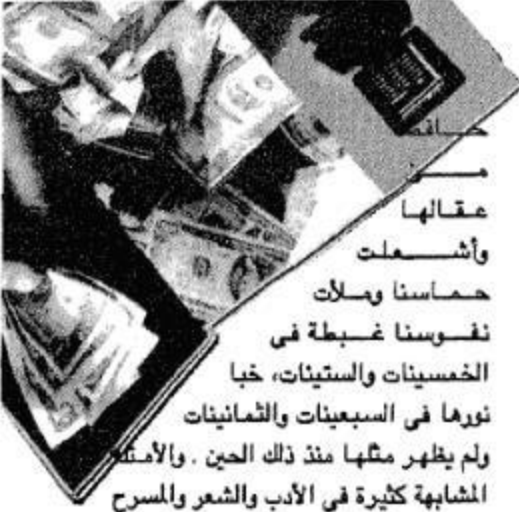 من
عقالها
وأشعلت
حماسنا وملأت
نفوسنا غبطة فى
الخمسينات والستينات، خبا
نورها فى السبعينات والثمانينات
ولم يظهر مثلها منذ ذلك الحين . والأمثلة
المشابهة كثيرة فى الأدب والشعر والمسرح